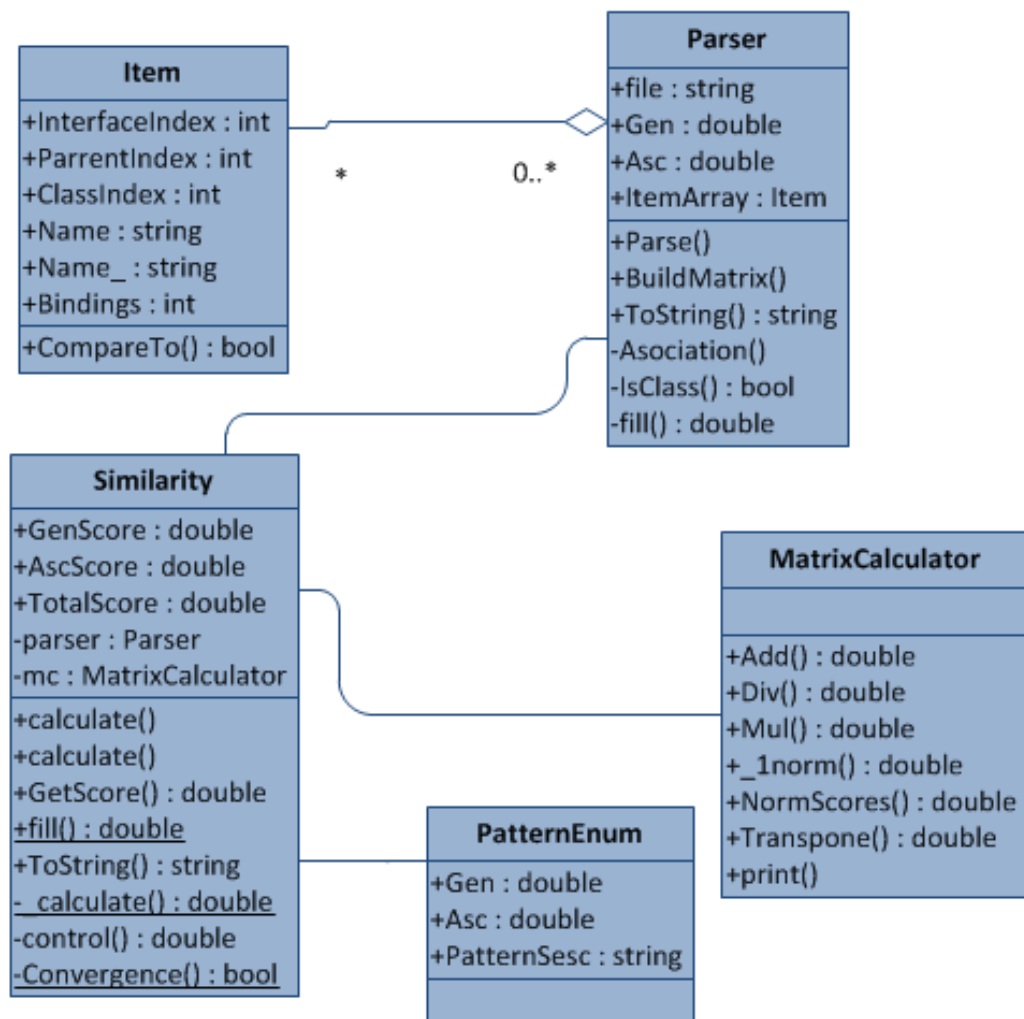 Item
+InterfaceIndex : int
+ParrentIndex : int
+ClassIndex : int
+Name : string
+Name_ : string
+Bindings : int
+CompareTo() : bool
*
0..*
Parser
+file : string
+Gen : double
+Asc : double
+ItemArray : Item
+Parse()
+BuildMatrix()
+ToString() : string
-Asociation()
-IsClass() : bool
-fill() : double
Similarity
+GenScore : double
+AscScore : double
+TotalScore : double
-parser : Parser
-mc : MatrixCalculator
+calculate()
+calculate()
+GetScore() : double
+fill() : double
+ToString() : string
-_calculate() : double
-control() : double
-Convergence() : bool
MatrixCalculator
+Add() : double
+Div() : double
+Mul() : double
+_1norm() : double
+NormScores() : double
+Transpone() : double
+print()
PatternEnum
+Gen : double
+Asc : double
+PatternSesc : string